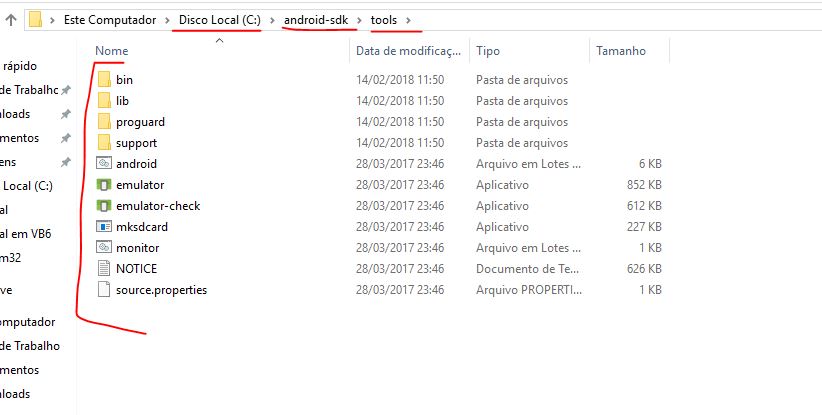 Este Computador > Disco Local (C:) > android-sdk > tools >
Nome Data de modificaç... Tipo Tamanho
rápido
de Trabalhc
nloads
mentos
ens
Local (C:)
al
al em VB6
m32
ve
omputador
de Trabalho
mentos
loads
bin 14/02/2018 11:50 Pasta de arquivos
lib 14/02/2018 11:50 Pasta de arquivos
proguard 14/02/2018 11:50 Pasta de arquivos
support 14/02/2018 11:50 Pasta de arquivos
android 28/03/2017 23:46 Arquivo em Lotes ... 6 KB
emulator 28/03/2017 23:46 Aplicativo 852 KB
emulator-check 28/03/2017 23:46 Aplicativo 612 KB
mksdcard 28/03/2017 23:46 Aplicativo 227 KB
monitor 28/03/2017 23:46 Arquivo em Lotes ... 1 KB
NOTICE 28/03/2017 23:46 Documento de Te... 626 KB
source.properties 28/03/2017 23:46 Arquivo PROPERTI... 1 KB